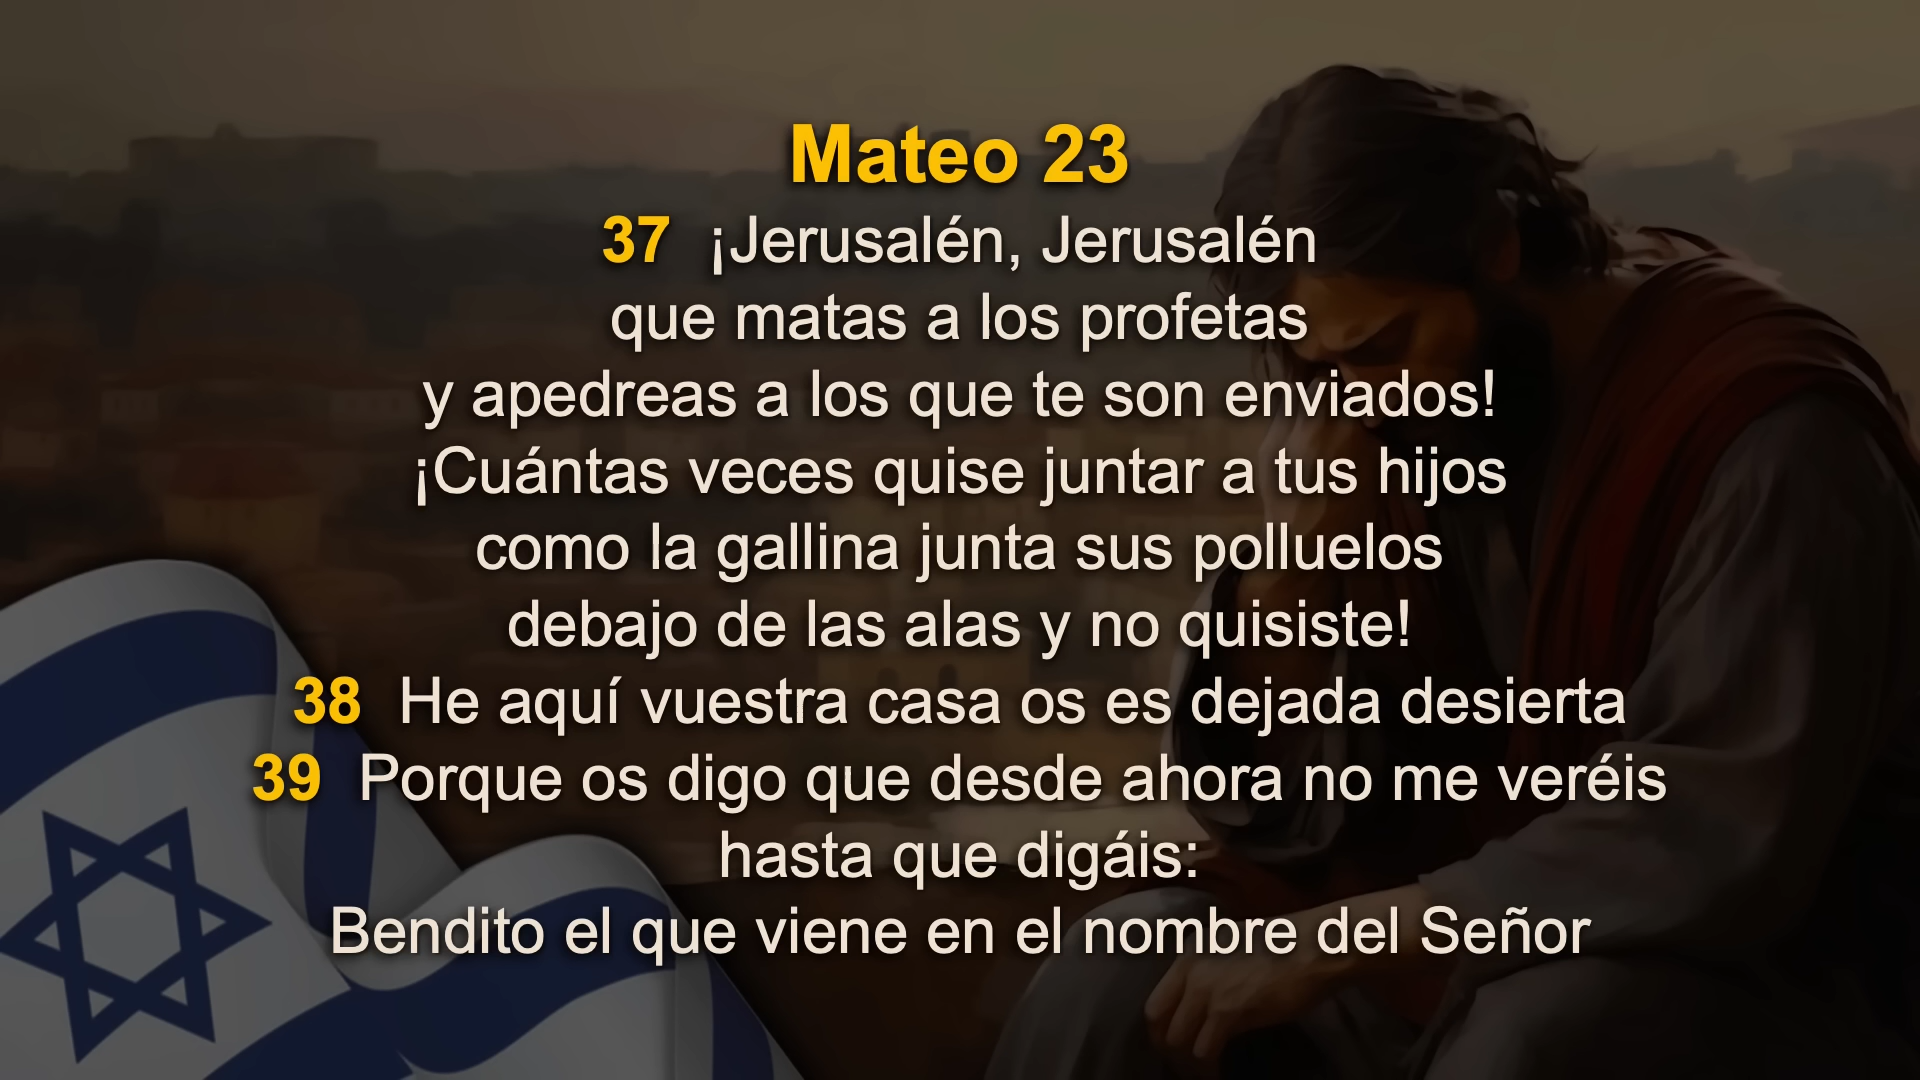 Mateo 23
37 ¡Jerusalén, Jerusalén
que matas a los profetas
y apedreas a los que te son enviados!
¡Cuántas veces quise juntar a tus hijos
como la gallina junta sus polluelos
debajo de las alas y no quisiste!
38 He aquí vuestra casa os es dejada desierta
39 Porque os digo que desde ahora no me veréis
hasta que digáis:
Bendito el que viene en el nombre del Señor